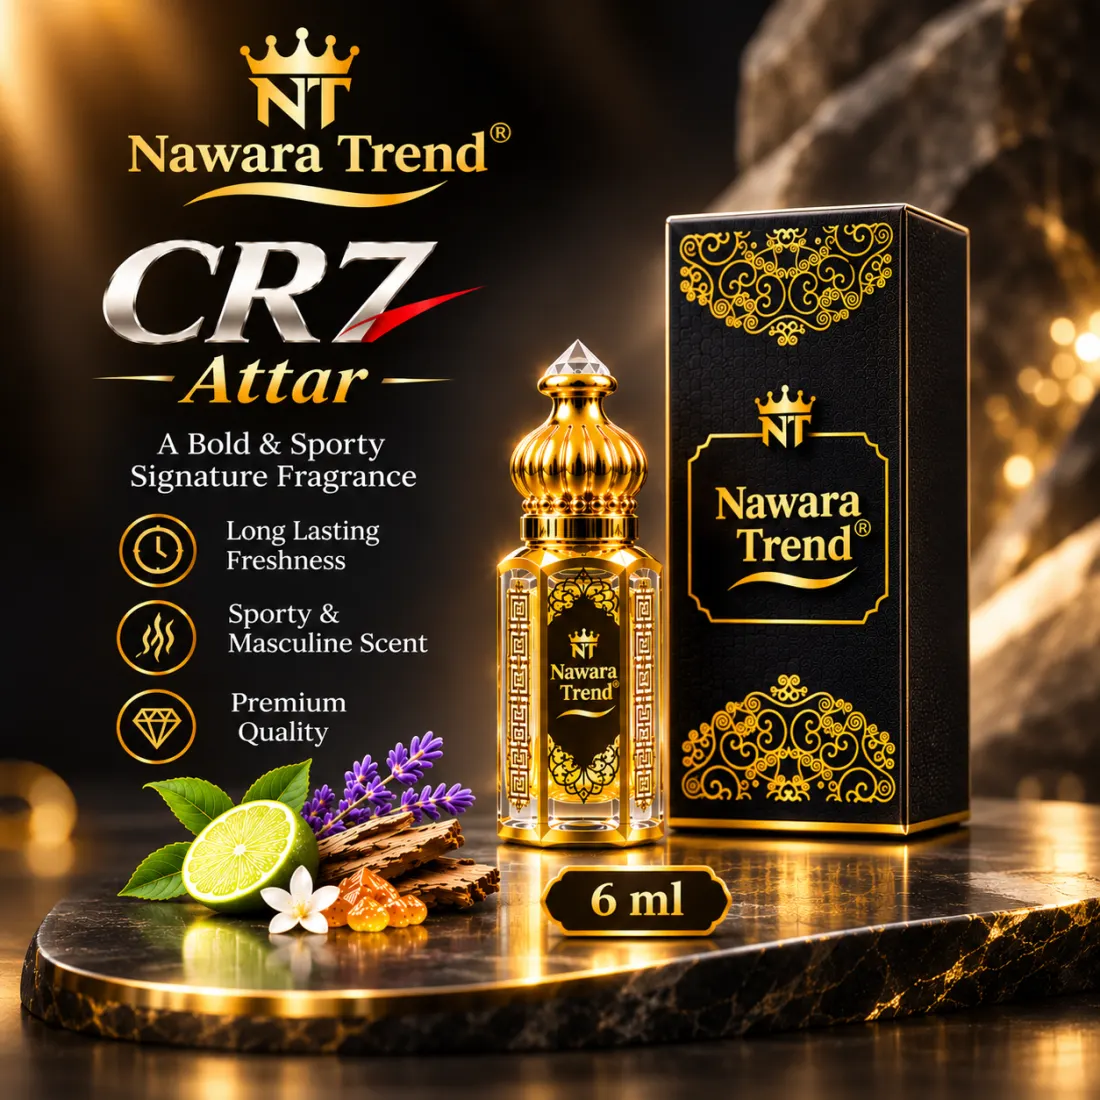 NT
Nawara Trend®
CR7
Attar
A Bold & Sporty
Signature Fragrance
Long Lasting
Freshness
Sporty &
Masculine Scent
Premium
Quality
NT
Nawara
Trend®
NT
Nawara
Trend®
6 ml